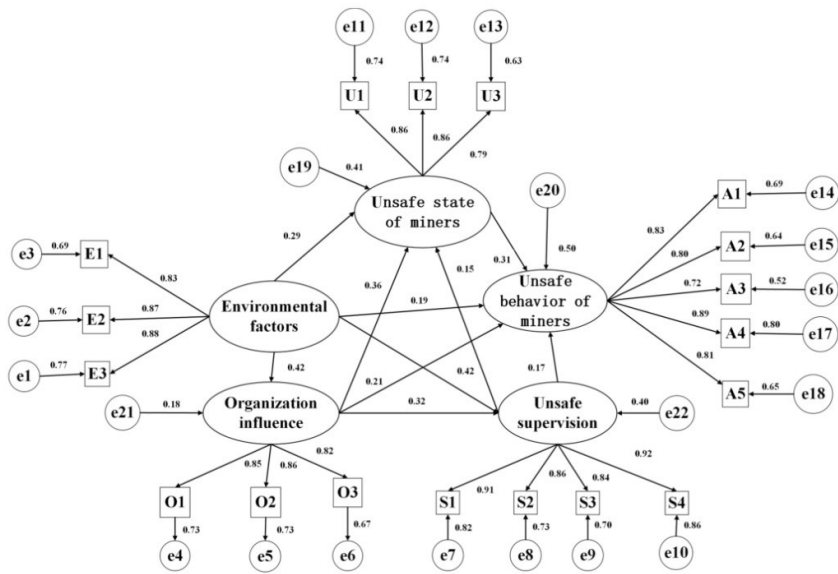 e11 e12 e13
0.74 0.74 0.63
U1 U2 U3
0.86 0.86 0.79
e19 0.41
Unsafe state
of miners
e20
0.50
A1 0.69 e14
0.83
A2 0.64 e15
0.80
A3 0.52 e16
0.72
A4 0.80 e17
0.89
A5 0.65 e18
0.81
e3 0.69 E1
0.83
e2 0.76 E2
0.87
e1 0.77 E3
0.88
0.29
0.36
0.15
0.31
Environmental
factors
0.19
Unsafe
behavior of
miners
0.42
0.21
0.42
0.17
e21 0.18
Organization
influence
0.32
Unsafe
supervision
0.40 e22
0.85 0.86 0.82
O1 O2 O3
0.73 0.73 0.67
e4 e5 e6
0.91 0.86 0.84 0.92
S1 S2 S3 S4
0.82 0.73 0.70 0.86
e7 e8 e9 e10